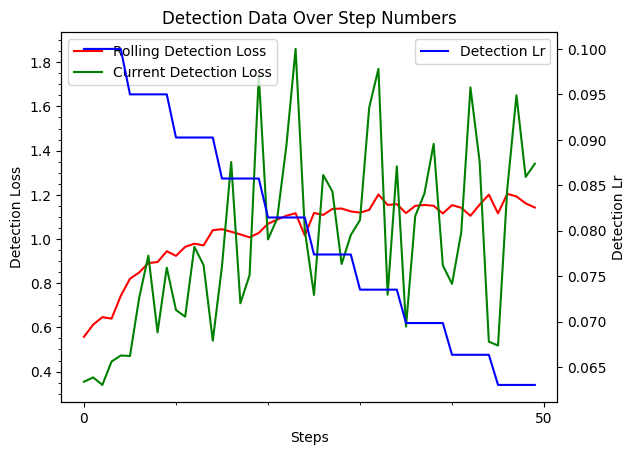 Detection Data Over Step Numbers
Rolling Detection Loss
Current Detection Loss
Detection Lr
1.8
1.6
1.4
1.2
1.0
0.8
0.6
0.4
Detection Loss
0.100
0.095
0.090
0.085
0.080
0.075
0.070
0.065
Detection Lr
0
50
Steps